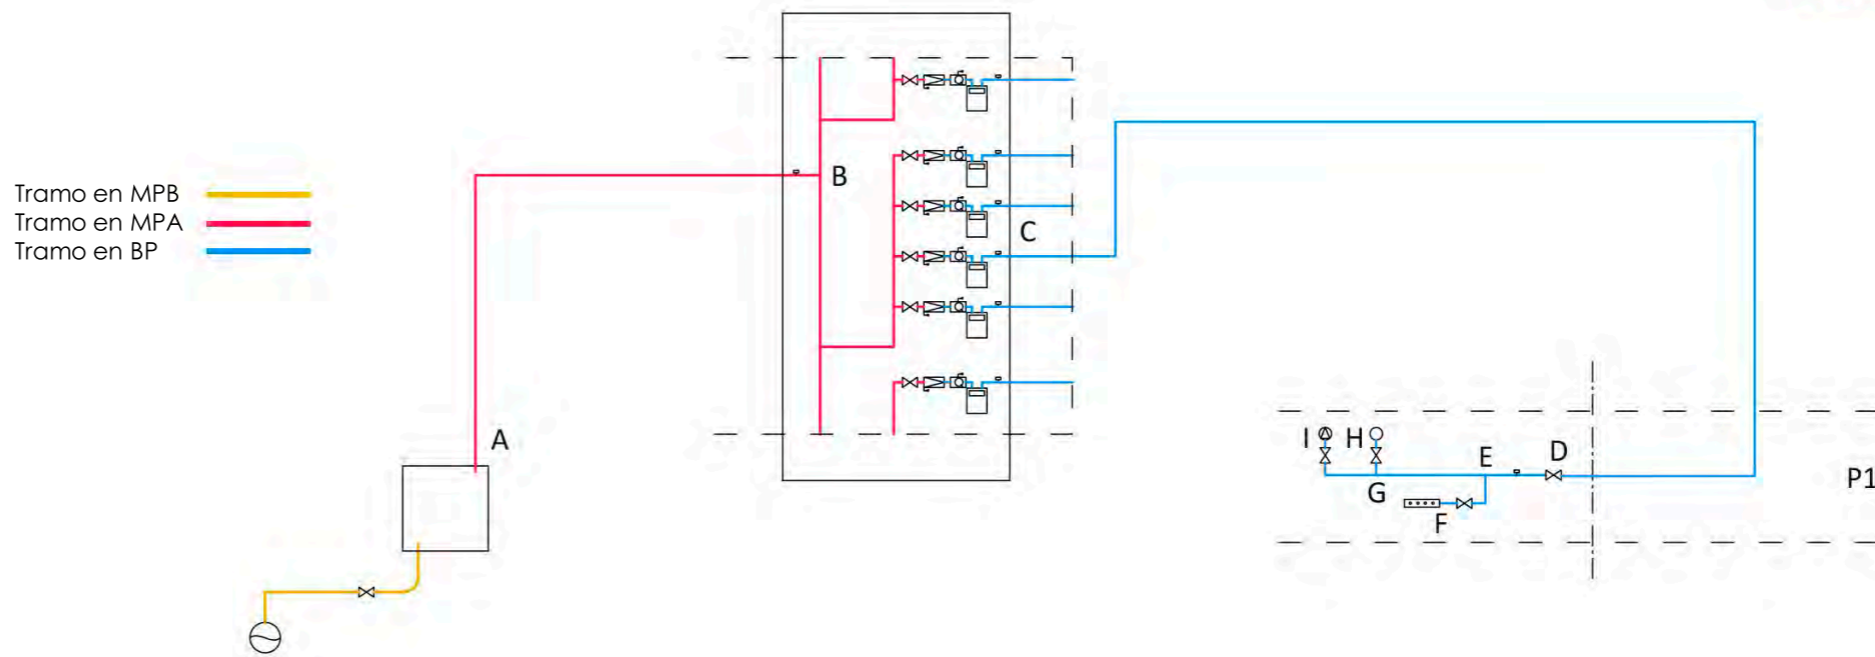 Tramo en MPB
Tramo en MPA
Tramo en BP
A
B
C
I
H
G
E
D
F
P1